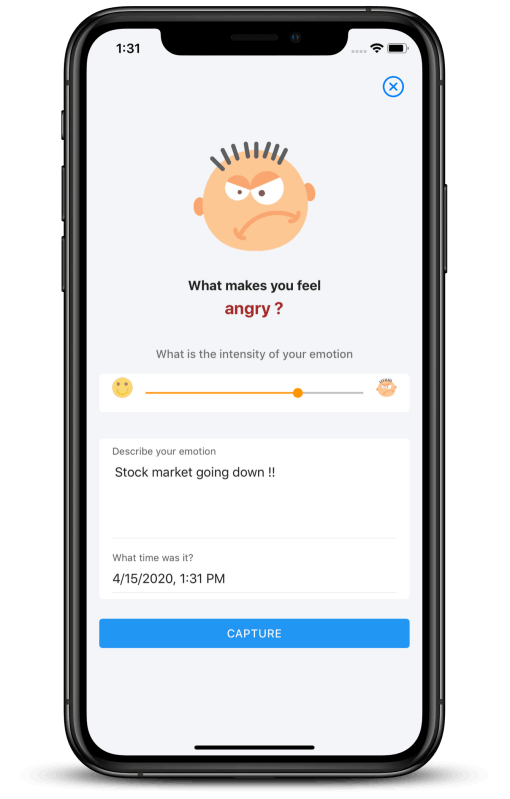 1:31
What makes you feel
angry ?
What is the intensity of your emotion
Describe your emotion
Stock market going down !!
What time was it?
4/15/2020, 1:31 PM
CAPTURE